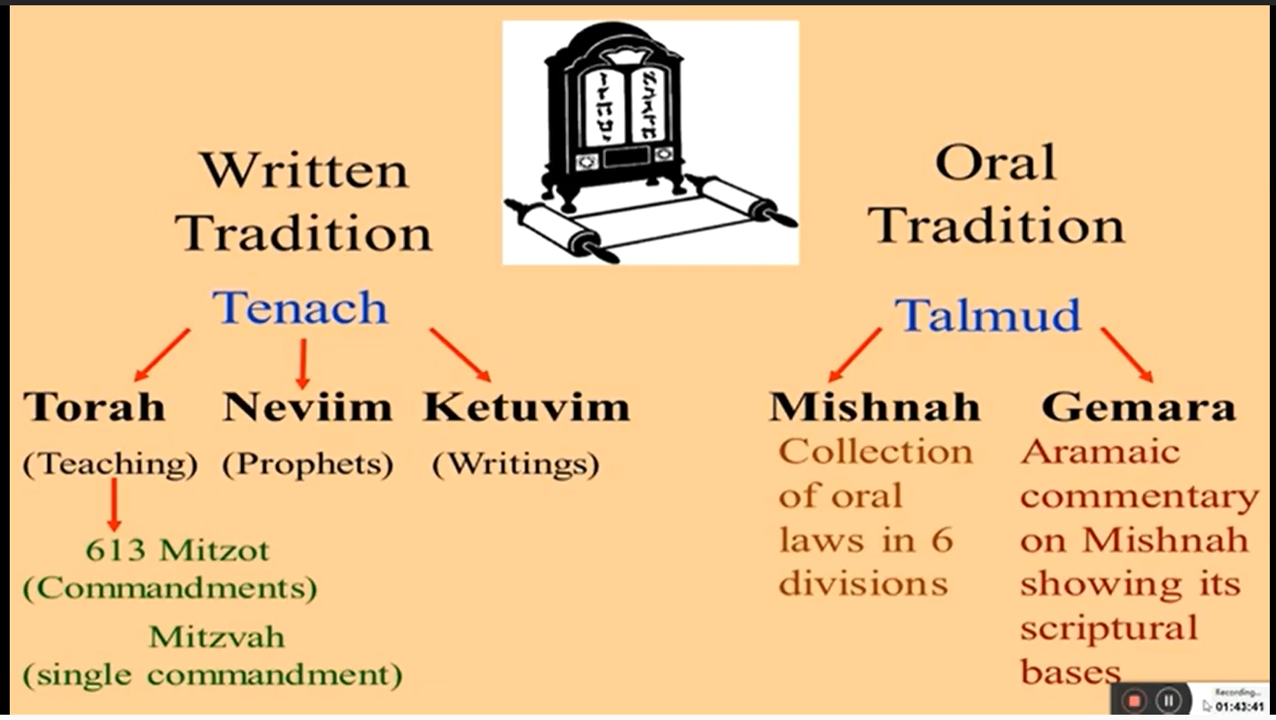 Written
Tradition
Tenach
Torah
(Teaching)
Neviim
(Prophets)
Ketuvim
(Writings)
613 Mitzot
(Commandments)
Mitzvah
(single commandment)
Oral
Tradition
Talmud
Mishnah
Collection
of oral
laws in 6
divisions
Gemara
Aramaic
commentary
on Mishnah
showing its
scriptural
bases
Recording...
01:43:41